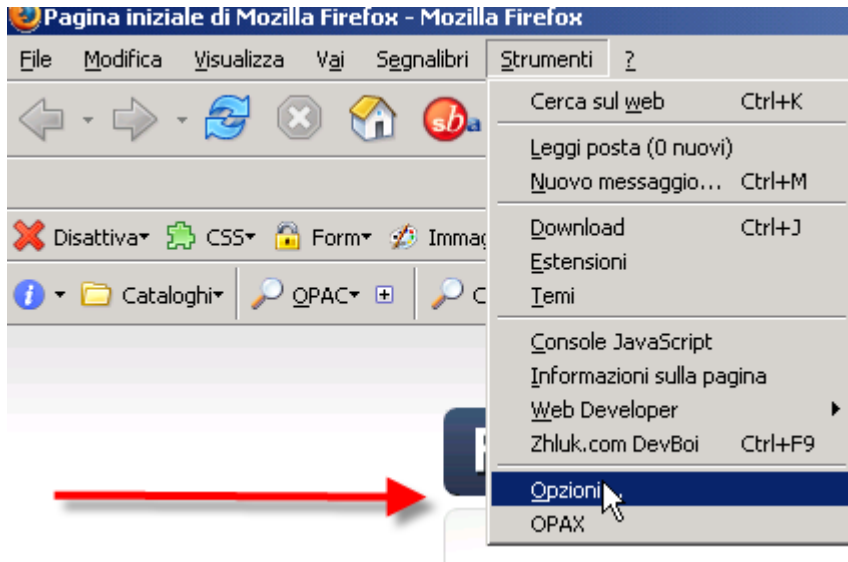 Pagina iniziale di Mozilla Firefox - Mozilla Firefox
File Modifica Visualizza Vai Segnalibri Strumenti ?
sba
Cerca sul web Ctrl+K
Leggi posta (0 nuovi)
Nuovo messaggio... Ctrl+M
Download Ctrl+J
Estensioni
Temi
Console JavaScript
Informazioni sulla pagina
Web Developer
Zhluk.com DevBoi Ctrl+F9
Opzioni...
OPAX
Disattiva CSS Form
Cataloghi OPAC